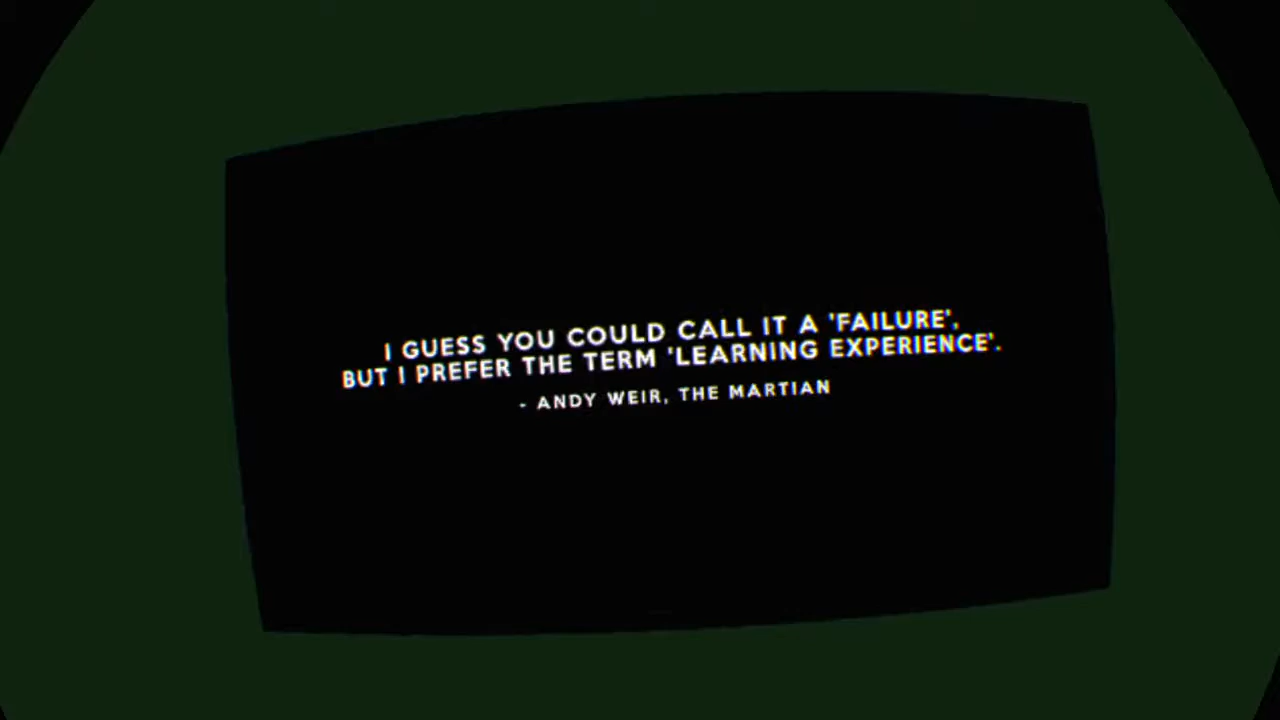 I GUESS YOU COULD CALL IT A 'FAILURE',
BUT I PREFER THE TERM 'LEARNING EXPERIENCE'.
- ANDY WEIR, THE MARTIAN